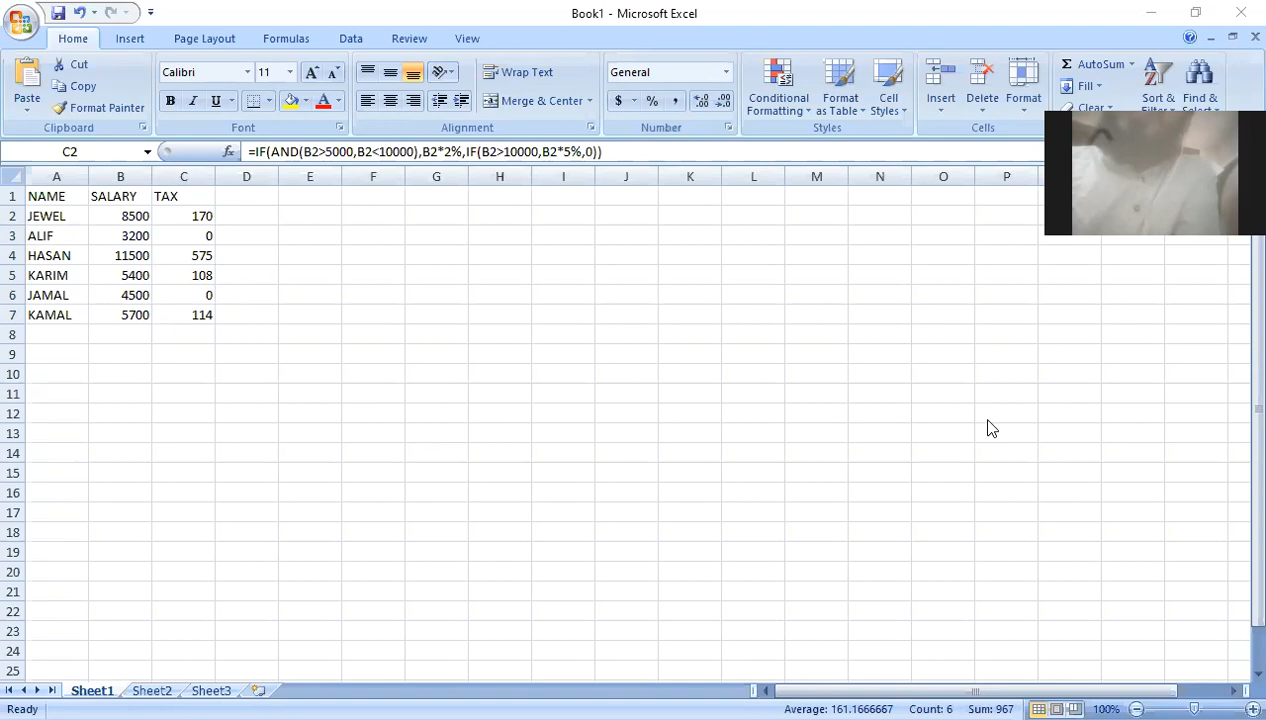 Book1 - Microsoft Excel
Home Insert Page Layout Formulas Data Review View
Paste Cut Copy Format Painter Clipboard
Calibri 11 B I U A Font
Wrap Text Merge & Center Alignment
General $ % , Number
Conditional Formatting Format as Table Cell Styles Styles
Insert Delete Format Cells
Σ AutoSum Fill Clear Sort & Find &
C2 fx =IF(AND(B2>5000,B2<10000),B2*2%,IF(B2>10000,B2*5%,0))
A B C D E F G H I J K L M N O P
1 NAME SALARY TAX
2 JEWEL 8500 170
3 ALIF 3200 0
4 HASAN 11500 575
5 KARIM 5400 108
6 JAMAL 4500 0
7 KAMAL 5700 114
8
9
10
11
12
13
14
15
16
17
18
19
20
21
22
23
24
25
Sheet1 Sheet2 Sheet3
Ready Average: 161.1666667 Count: 6 Sum: 967 100%